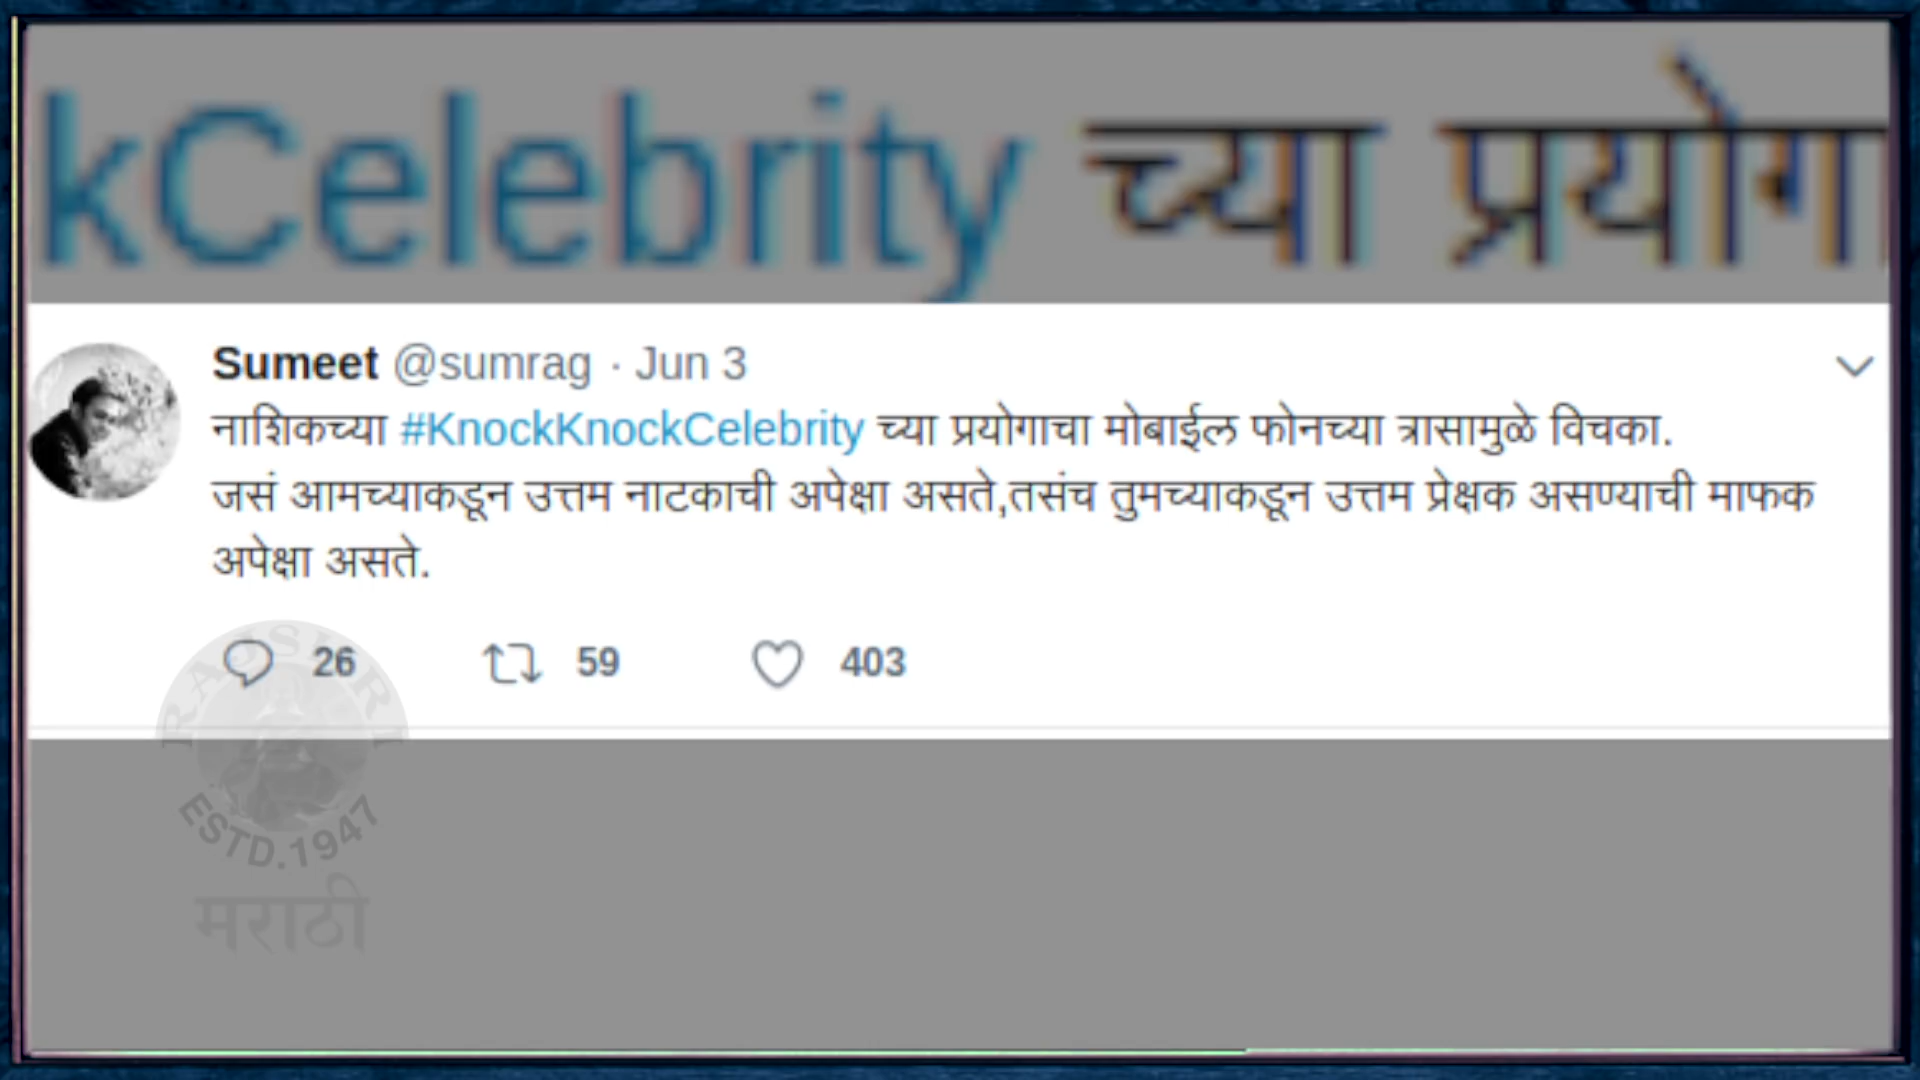 kCelebrity च्या प्रयोगा
Sumeet @sumrag · Jun 3
नाशिकच्या #KnockKnockCelebrity च्या प्रयोगाचा मोबाईल फोनच्या त्रासामुळे विचका.
जसं आमच्याकडून उत्तम नाटकाची अपेक्षा असते,तसंच तुमच्याकडून उत्तम प्रेक्षक असण्याची माफक
अपेक्षा असते.
26 59 403
RAJSHRI
ESTD.1947
मराठी